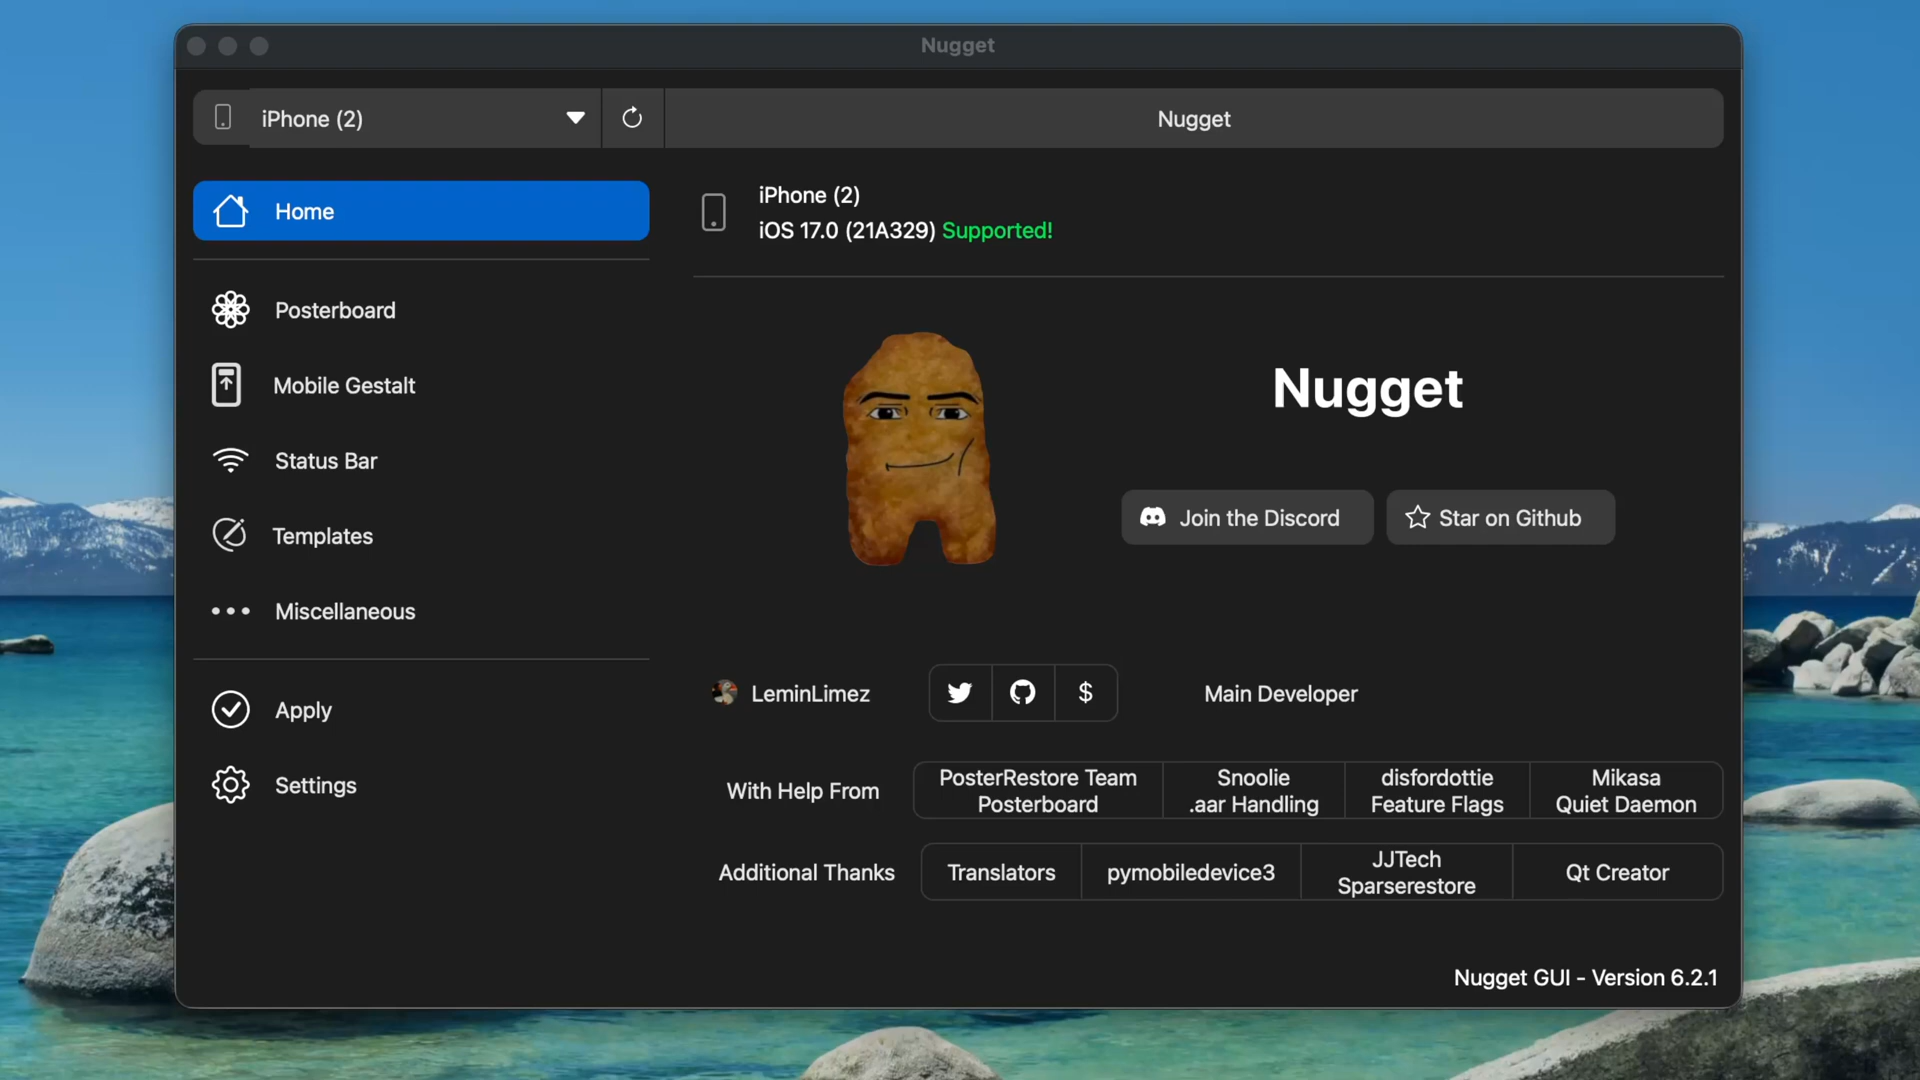 Nugget
iPhone (2)
Nugget
Home
iPhone (2)
iOS 17.0 (21A329) Supported!
Posterboard
Mobile Gestalt
Status Bar
Templates
Miscellaneous
Apply
Settings
Nugget
Join the Discord
Star on Github
LeminLimez
$
Main Developer
With Help From
PosterRestore Team
Posterboard
Snoolie
.aar Handling
disfordottie
Feature Flags
Mikasa
Quiet Daemon
Additional Thanks
Translators
pymobiledevice3
JJTech
Sparserestore
Qt Creator
Nugget GUI - Version 6.2.1